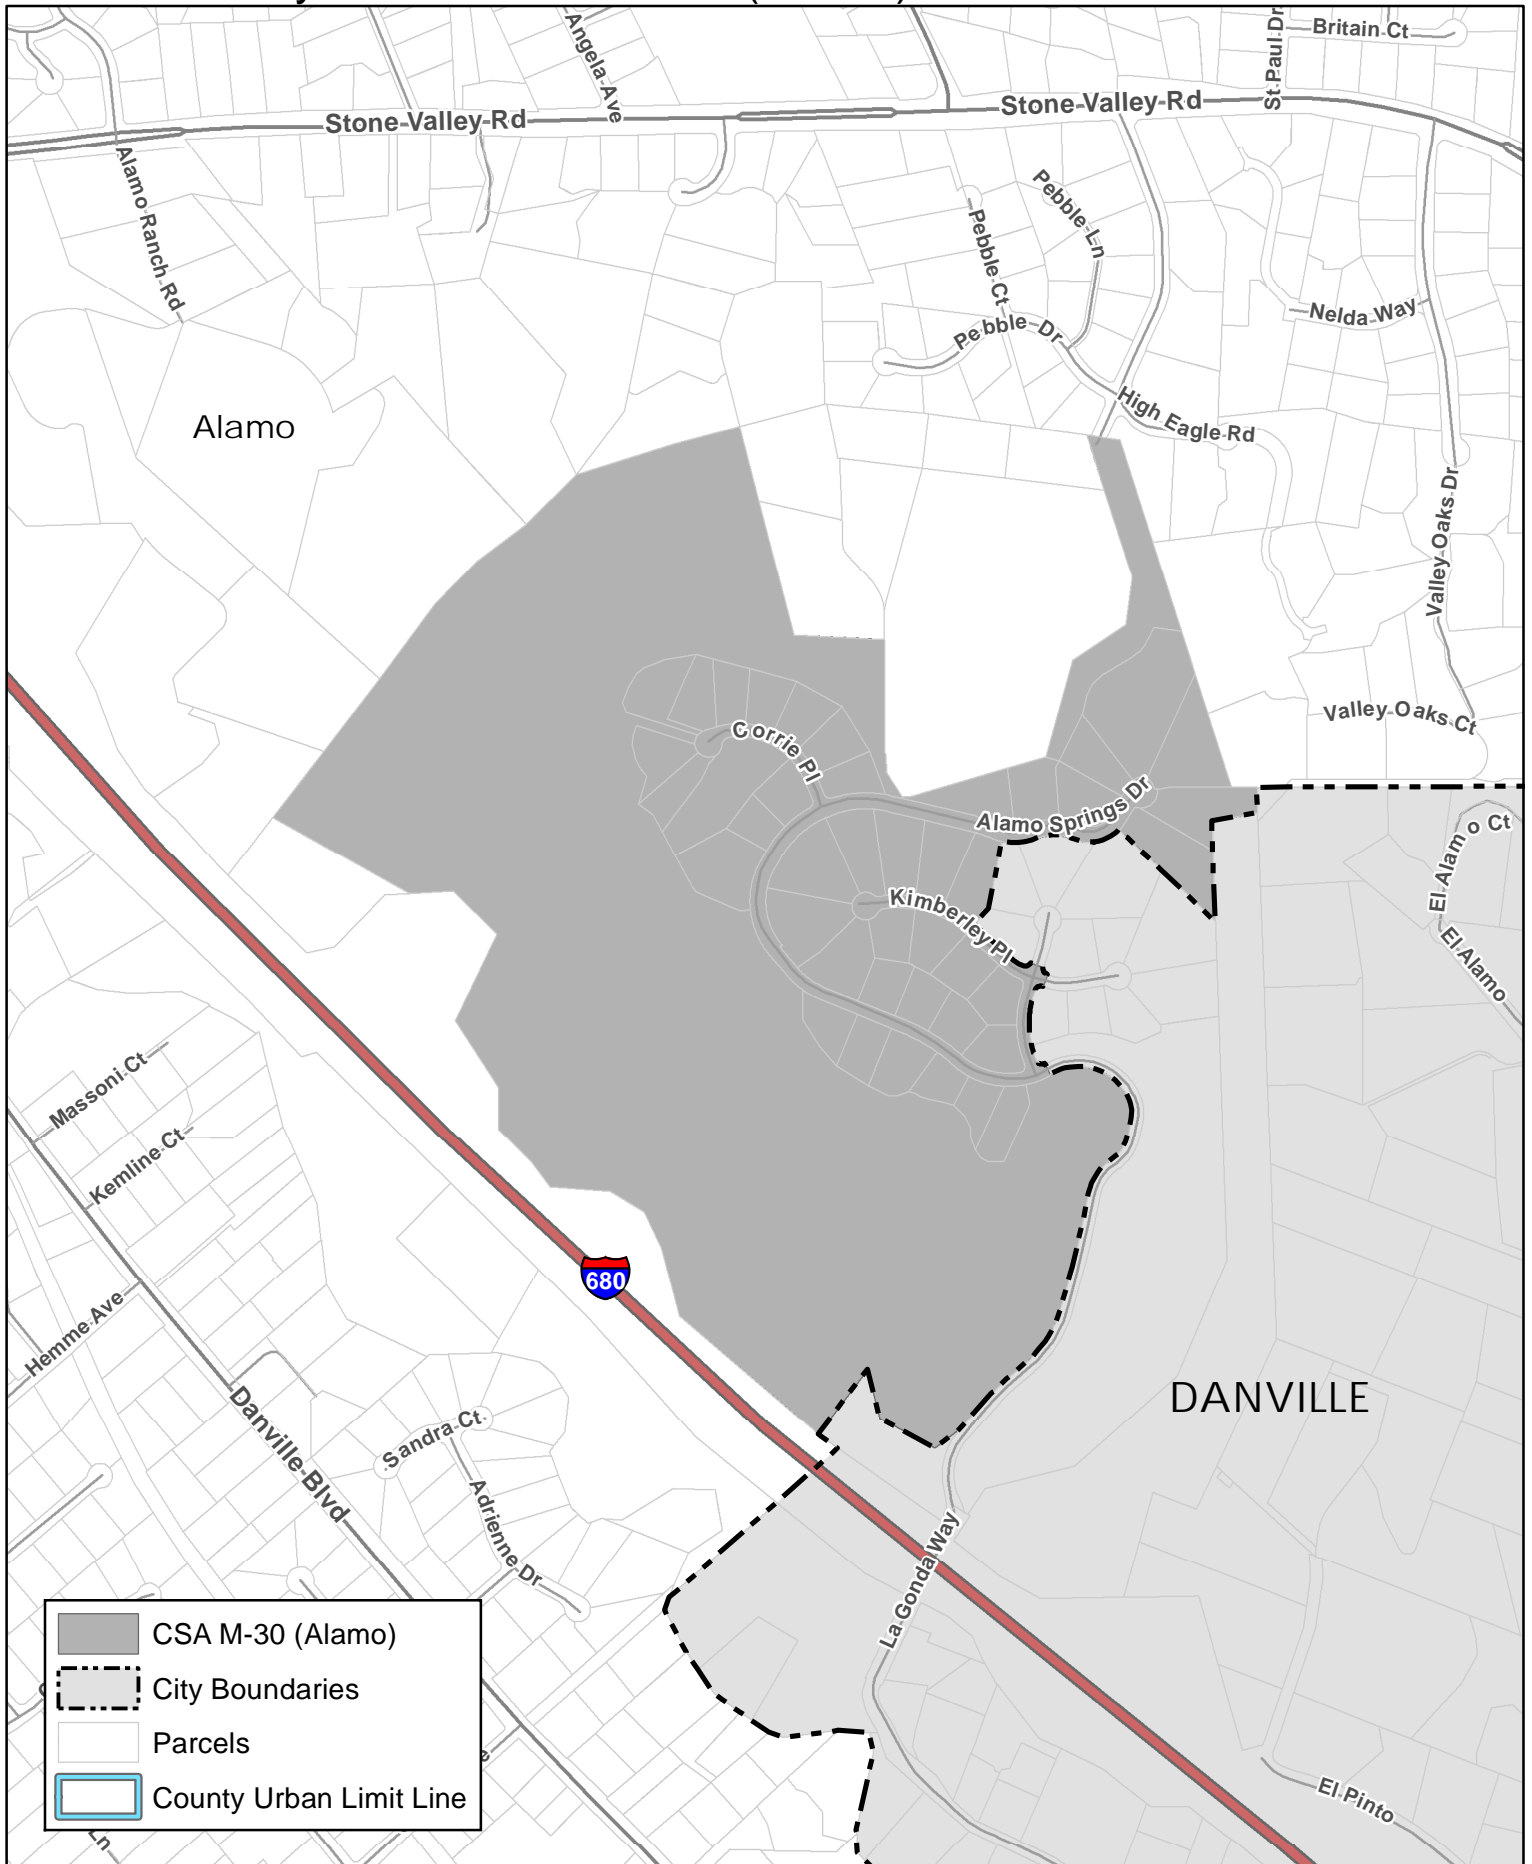 Britain Ct
St Paul Dr
Angela Ave
Stone Valley Rd
Stone Valley Rd
Alamo Ranch Rd
Pebble Ln
Pebble Ct
Pebble Dr
Nelda Way
High Eagle Rd
Alamo
Valley Oaks Dr
Valley Oaks Ct
Corrie Pl
Alamo Springs Dr
El Alamo Ct
Kimberley Pl
El Alamo
Massoni Ct
Kemline Ct
680
Hemme Ave
DANVILLE
Danville Blvd
Sandra Ct
Adrienne Dr
La Gonda Way
El Pinto
CSA M-30 (Alamo)
City Boundaries
Parcels
County Urban Limit Line
Ln